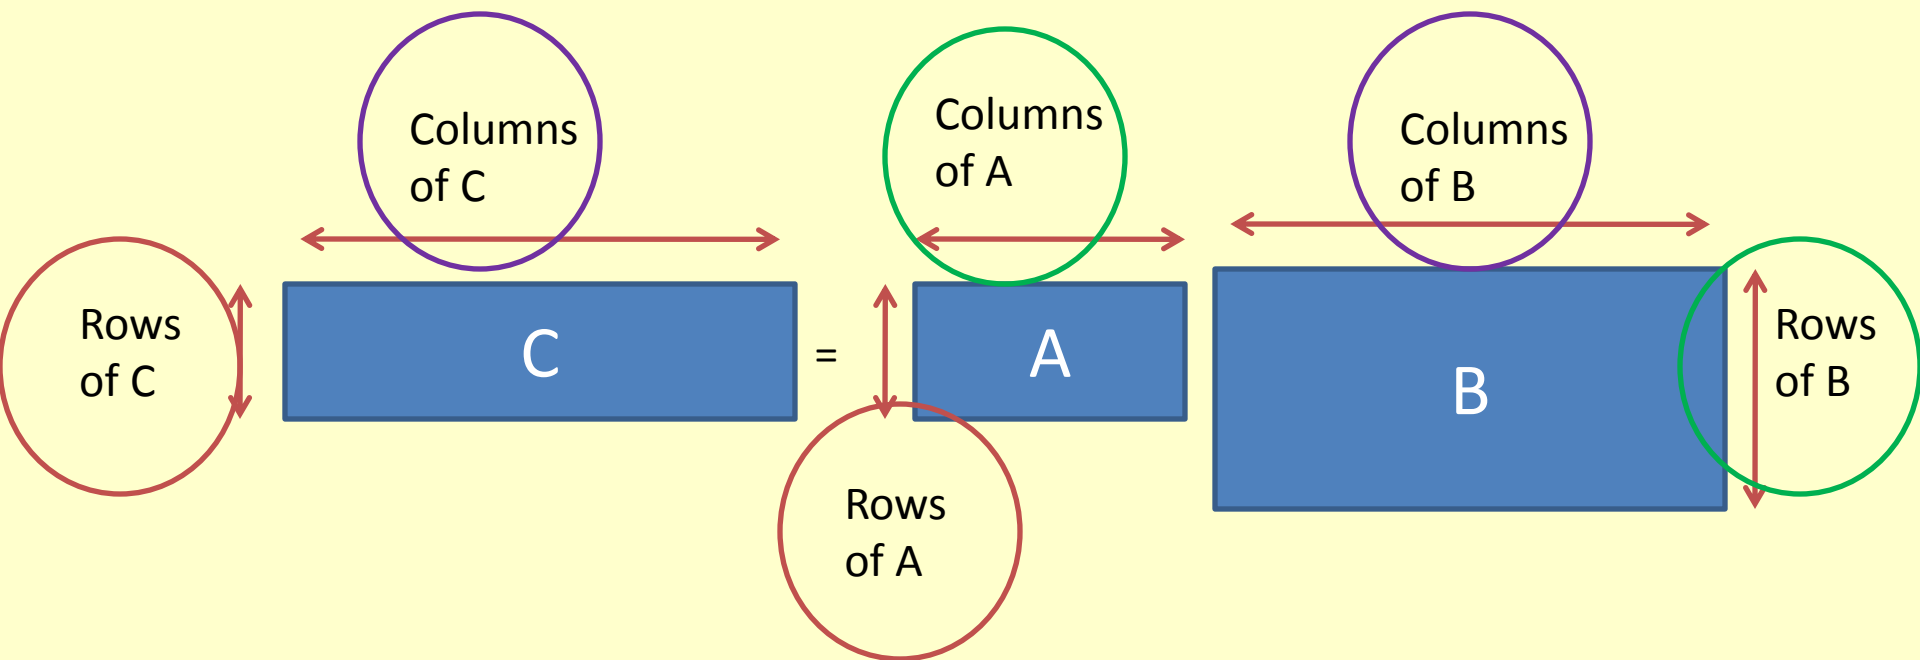 Columns
of C
Columns
of A
Columns
of B
Rows
of C
C
=
A
B
Rows
of B
Rows
of A